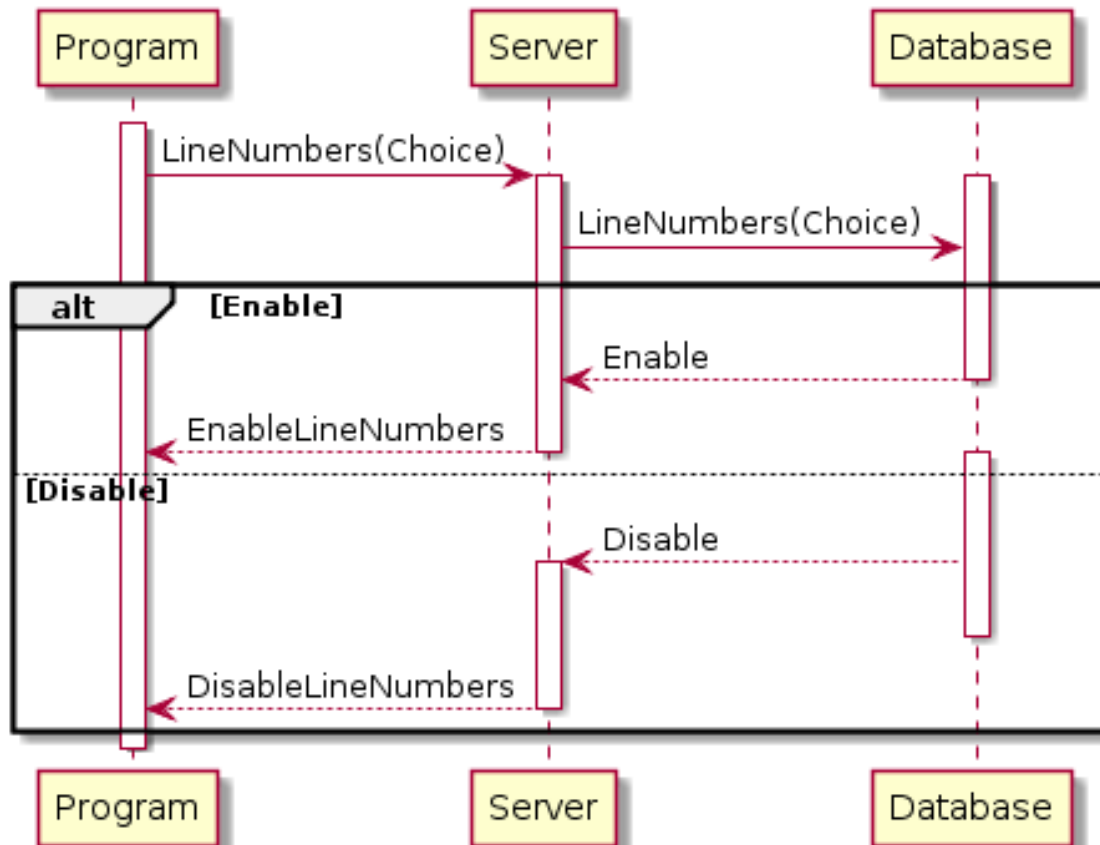 Program
Server
Database
LineNumbers(Choice)
LineNumbers(Choice)
alt
[Enable]
Enable
EnableLineNumbers
[Disable]
Disable
DisableLineNumbers
Program
Server
Database